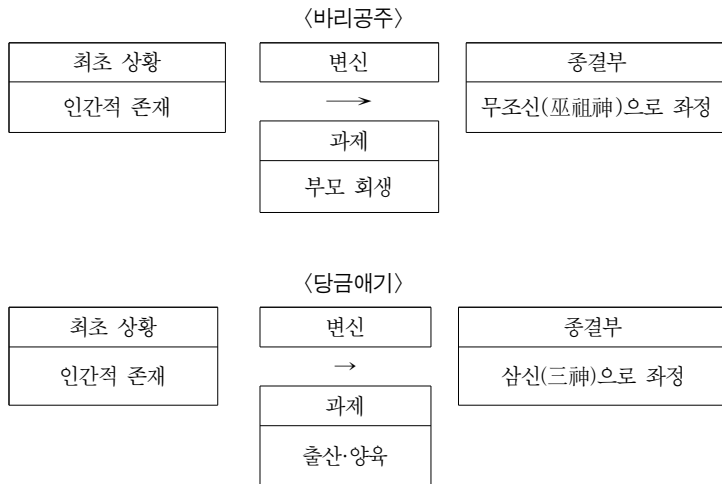 〈바리공주〉
최초 상황 변신 종결부
인간적 존재 → 무조신(巫祖神)으로 좌정
과제
부모 회생
〈당금애기〉
최초 상황 변신 종결부
인간적 존재 → 삼신(三神)으로 좌정
과제
출산·양육